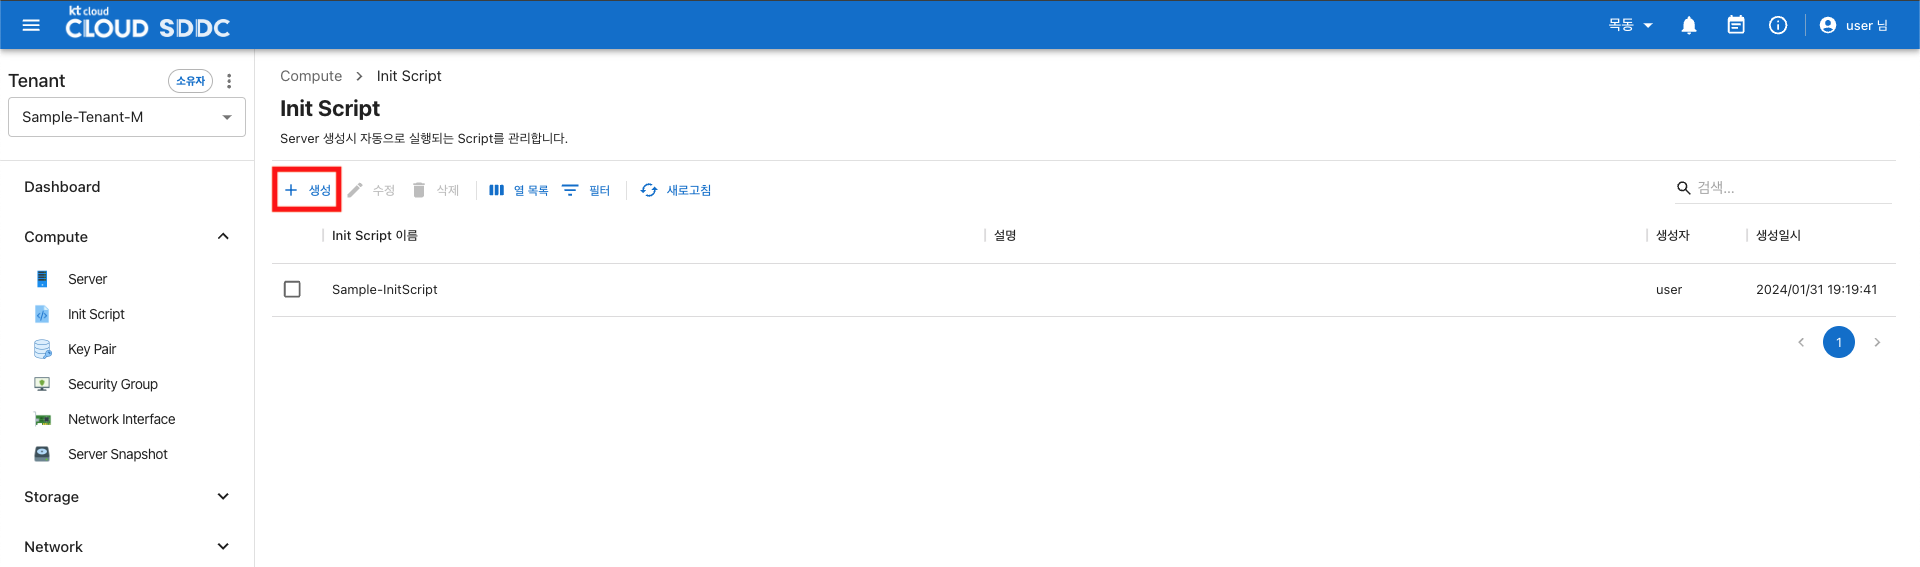 kt cloud
CLOUD SDDC
목동
user 님
Tenant
소유자
Sample-Tenant-M
Dashboard
Compute
Server
Init Script
Key Pair
Security Group
Network Interface
Server Snapshot
Storage
Network
Compute > Init Script
Init Script
Server 생성시 자동으로 실행되는 Script를 관리합니다.
+ 생성 수정 삭제 열 목록 필터 새로고침 검색...
Init Script 이름 설명 생성자 생성일시
Sample-InitScript user 2024/01/31 19:19:41
< 1 >